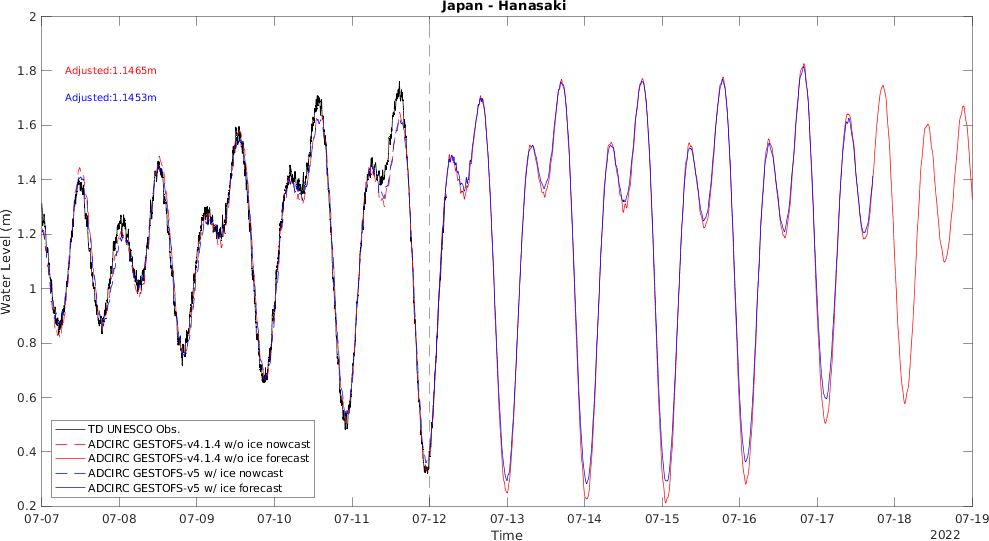 Japan - Hanasaki
Adjusted:1.1465m
Adjusted:1.1453m
Water Level (m)
2
1.8
1.6
1.4
1.2
1
0.8
0.6
0.4
0.2
TD UNESCO Obs.
ADCIRC GESTOFS-v4.1.4 w/o ice nowcast
ADCIRC GESTOFS-v4.1.4 w/o ice forecast
ADCIRC GESTOFS-v5 w/ ice nowcast
ADCIRC GESTOFS-v5 w/ ice forecast
07-07 07-08 07-09 07-10 07-11 07-12 07-13 07-14 07-15 07-16 07-17 07-18 07-19
Time
2022